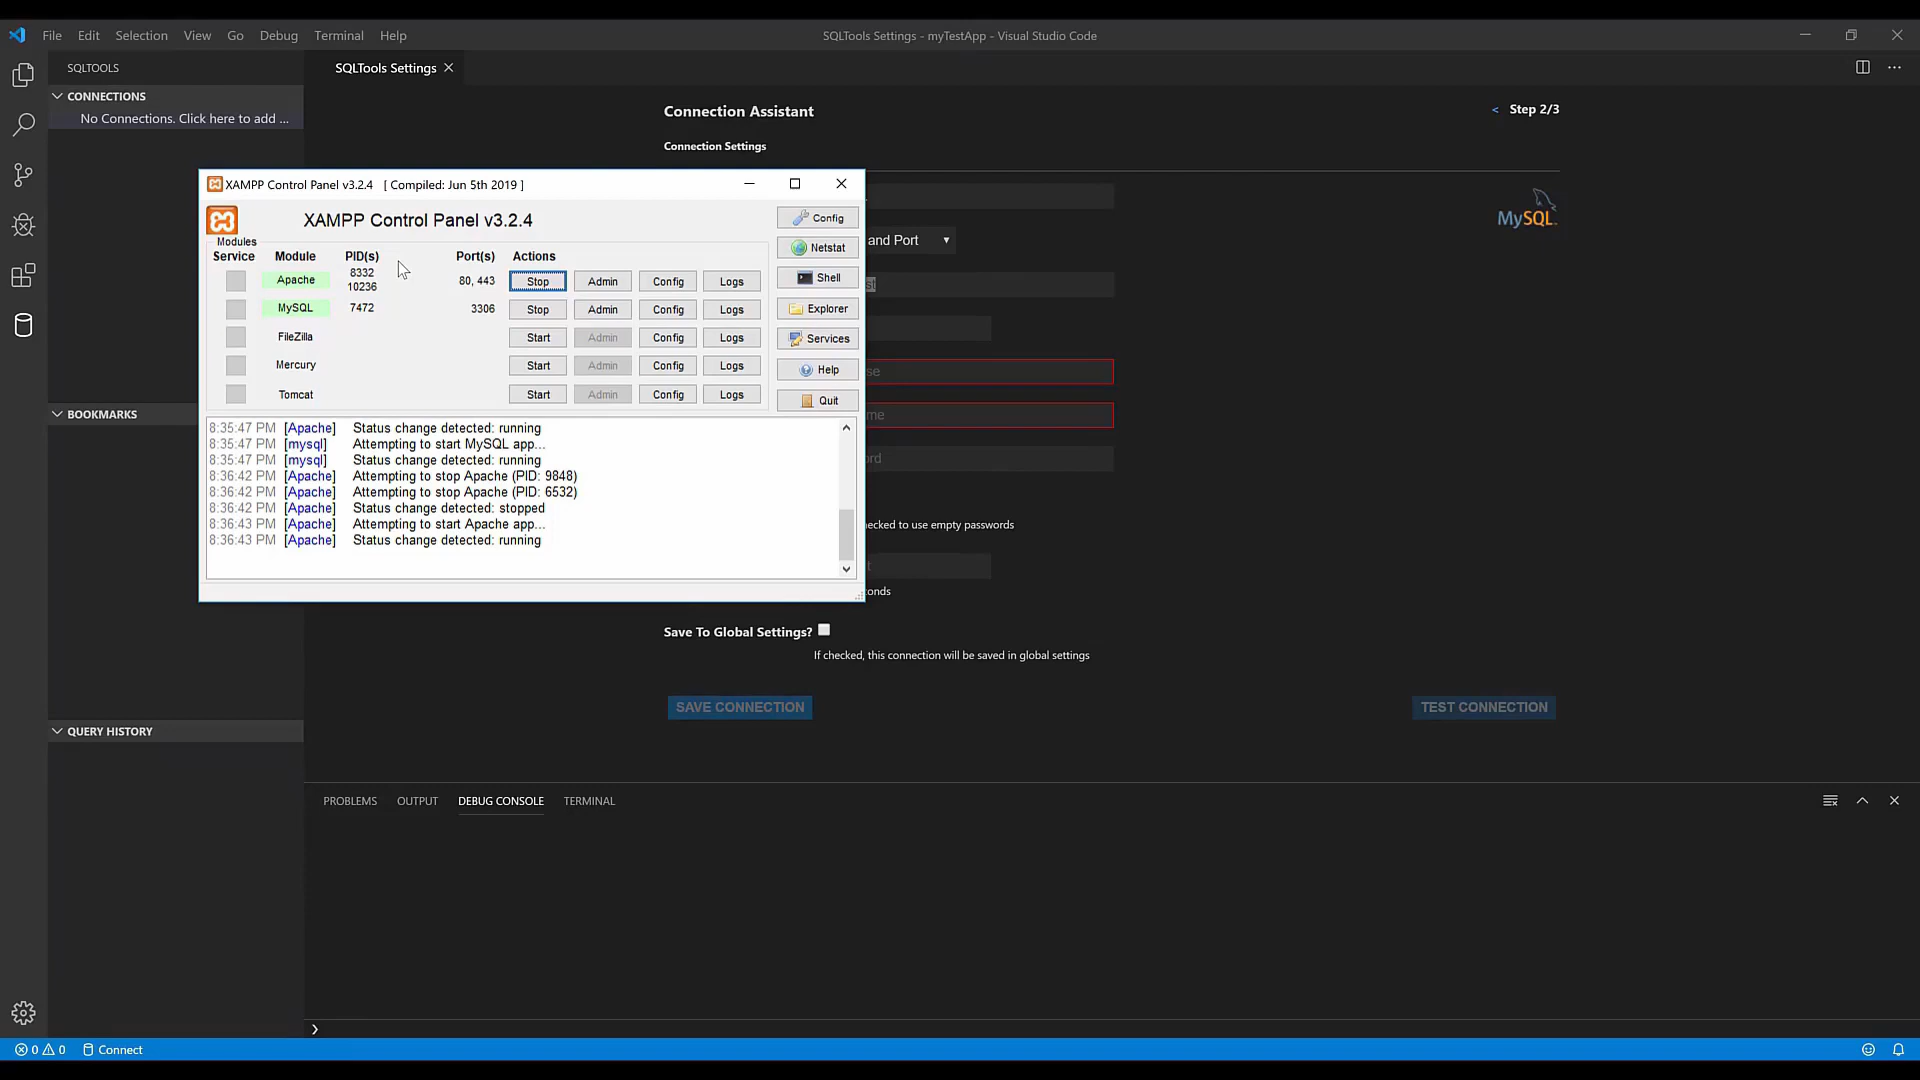 File Edit Selection View Go Debug Terminal Help
SQLTools Settings - myTestApp - Visual Studio Code
SQLTOOLS
SQLTools Settings
CONNECTIONS
No Connections. Click here to add ...
Connection Assistant
< Step 2/3
Connection Settings
MySQL
XAMPP Control Panel v3.2.4 [ Compiled: Jun 5th 2019 ]
XAMPP Control Panel v3.2.4
Config
Modules
Service Module PID(s) Port(s) Actions
Netstat
Apache 8332 10236 80, 443 Stop Admin Config Logs
Shell
MySQL 7472 3306 Stop Admin Config Logs
Explorer
FileZilla Start Admin Config Logs
Services
Mercury Start Admin Config Logs
Help
Tomcat Start Admin Config Logs
Quit
and Port
8:35:47 PM [Apache] Status change detected: running
8:35:47 PM [mysql] Attempting to start MySQL app...
8:35:47 PM [mysql] Status change detected: running
8:36:42 PM [Apache] Attempting to stop Apache (PID: 9848)
8:36:42 PM [Apache] Attempting to stop Apache (PID: 6532)
8:36:42 PM [Apache] Status change detected: stopped
8:36:43 PM [Apache] Attempting to start Apache app...
8:36:43 PM [Apache] Status change detected: running
to use empty passwords
Save To Global Settings?
If checked, this connection will be saved in global settings
SAVE CONNECTION
TEST CONNECTION
BOOKMARKS
QUERY HISTORY
PROBLEMS OUTPUT DEBUG CONSOLE TERMINAL
0 0 Connect